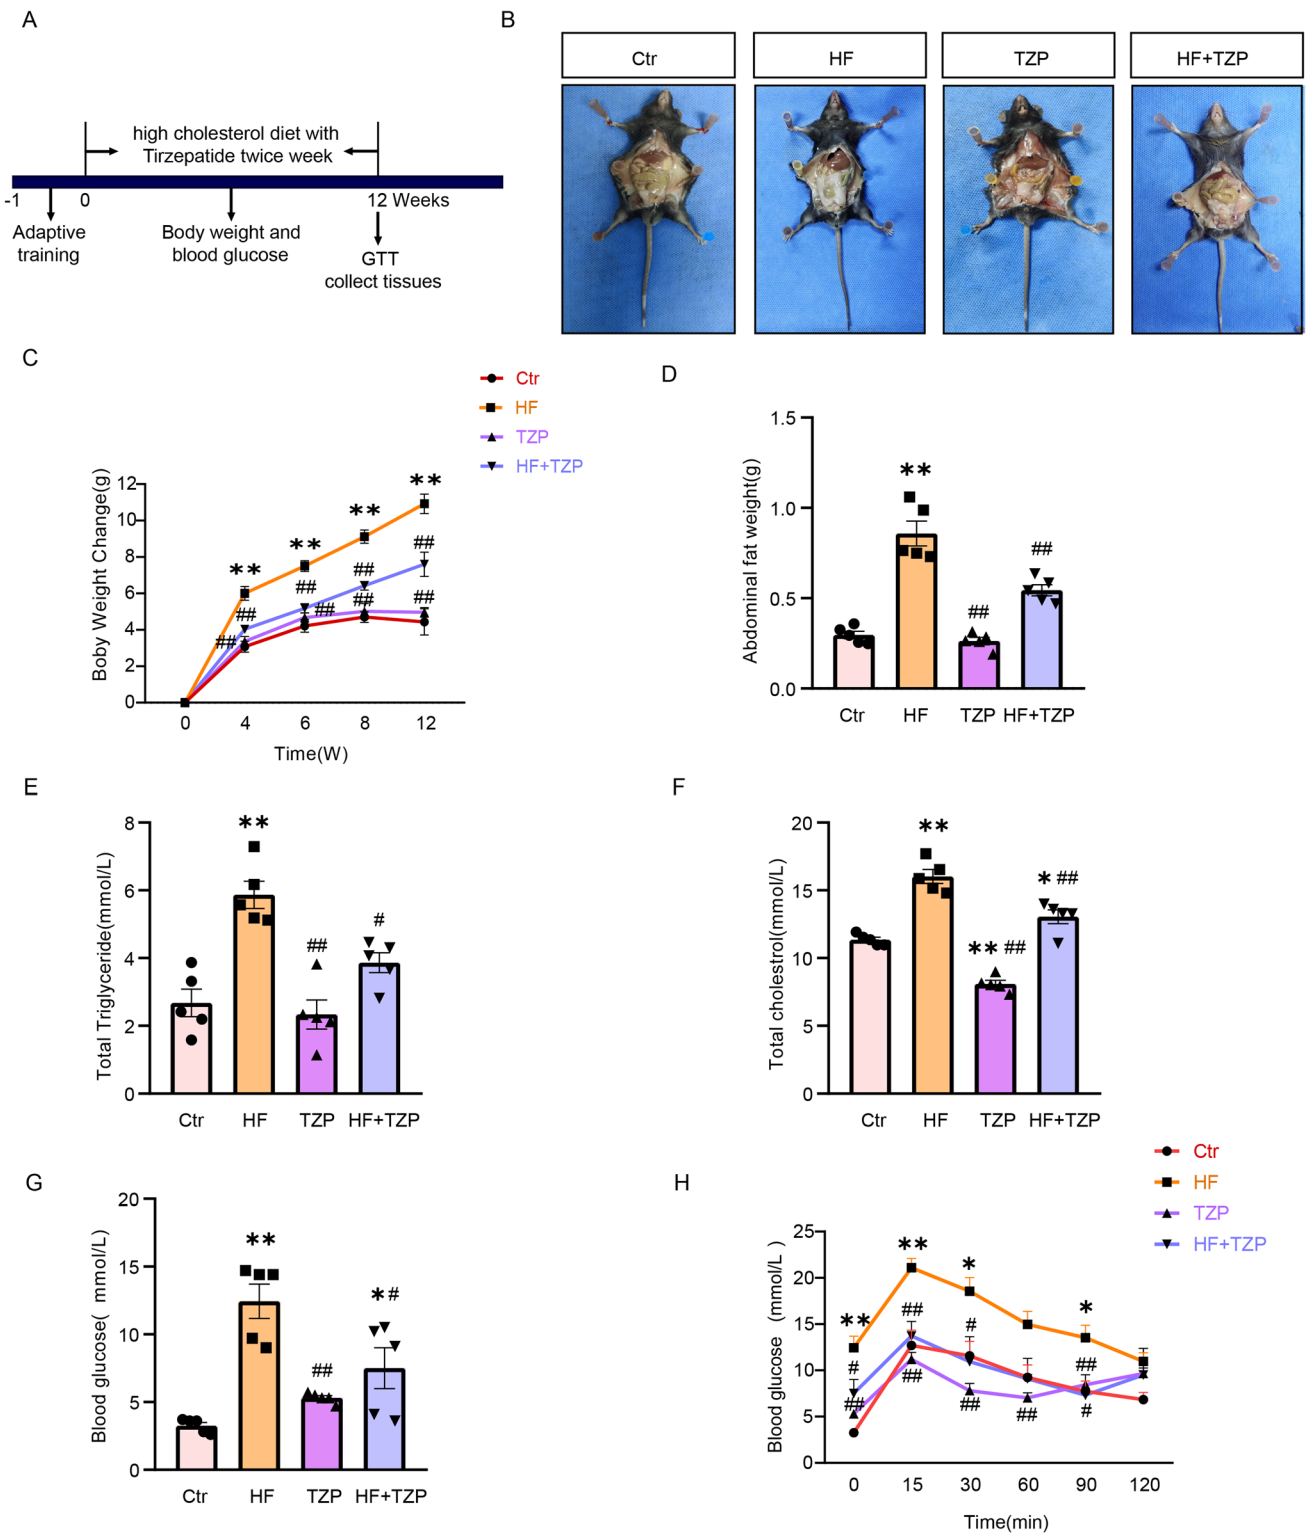 A
high cholesterol diet with
Tirzepatide twice week
-1
0
12 Weeks
Adaptive
training
Body weight and
blood glucose
GTT
collect tissues
B
Ctr
HF
TZP
HF+TZP
C
Ctr
HF
TZP
HF+TZP
Boby Weight Change(g)
12
10
8
6
4
2
0
**
**
**
**
##
##
##
##
##
##
##
##
0
4
6
8
12
Time(W)
D
Abdominal fat weight(g)
1.5
1.0
0.5
0.0
**
##
##
Ctr
HF
TZP
HF+TZP
E
Total Triglyceride(mmol/L)
8
6
4
2
0
**
##
#
Ctr
HF
TZP
HF+TZP
F
Total cholestrol(mmol/L)
20
15
10
5
0
**
** ##
* ##
Ctr
HF
TZP
HF+TZP
G
Blood glucose( mmol/L)
20
15
10
5
0
**
##
*#
Ctr
HF
TZP
HF+TZP
H
Ctr
HF
TZP
HF+TZP
Blood glucose (mmol/L )
25
20
15
10
5
0
**
**
*
*
#
##
##
##
#
##
##
##
#
0
15
30
60
90
120
Time(min)